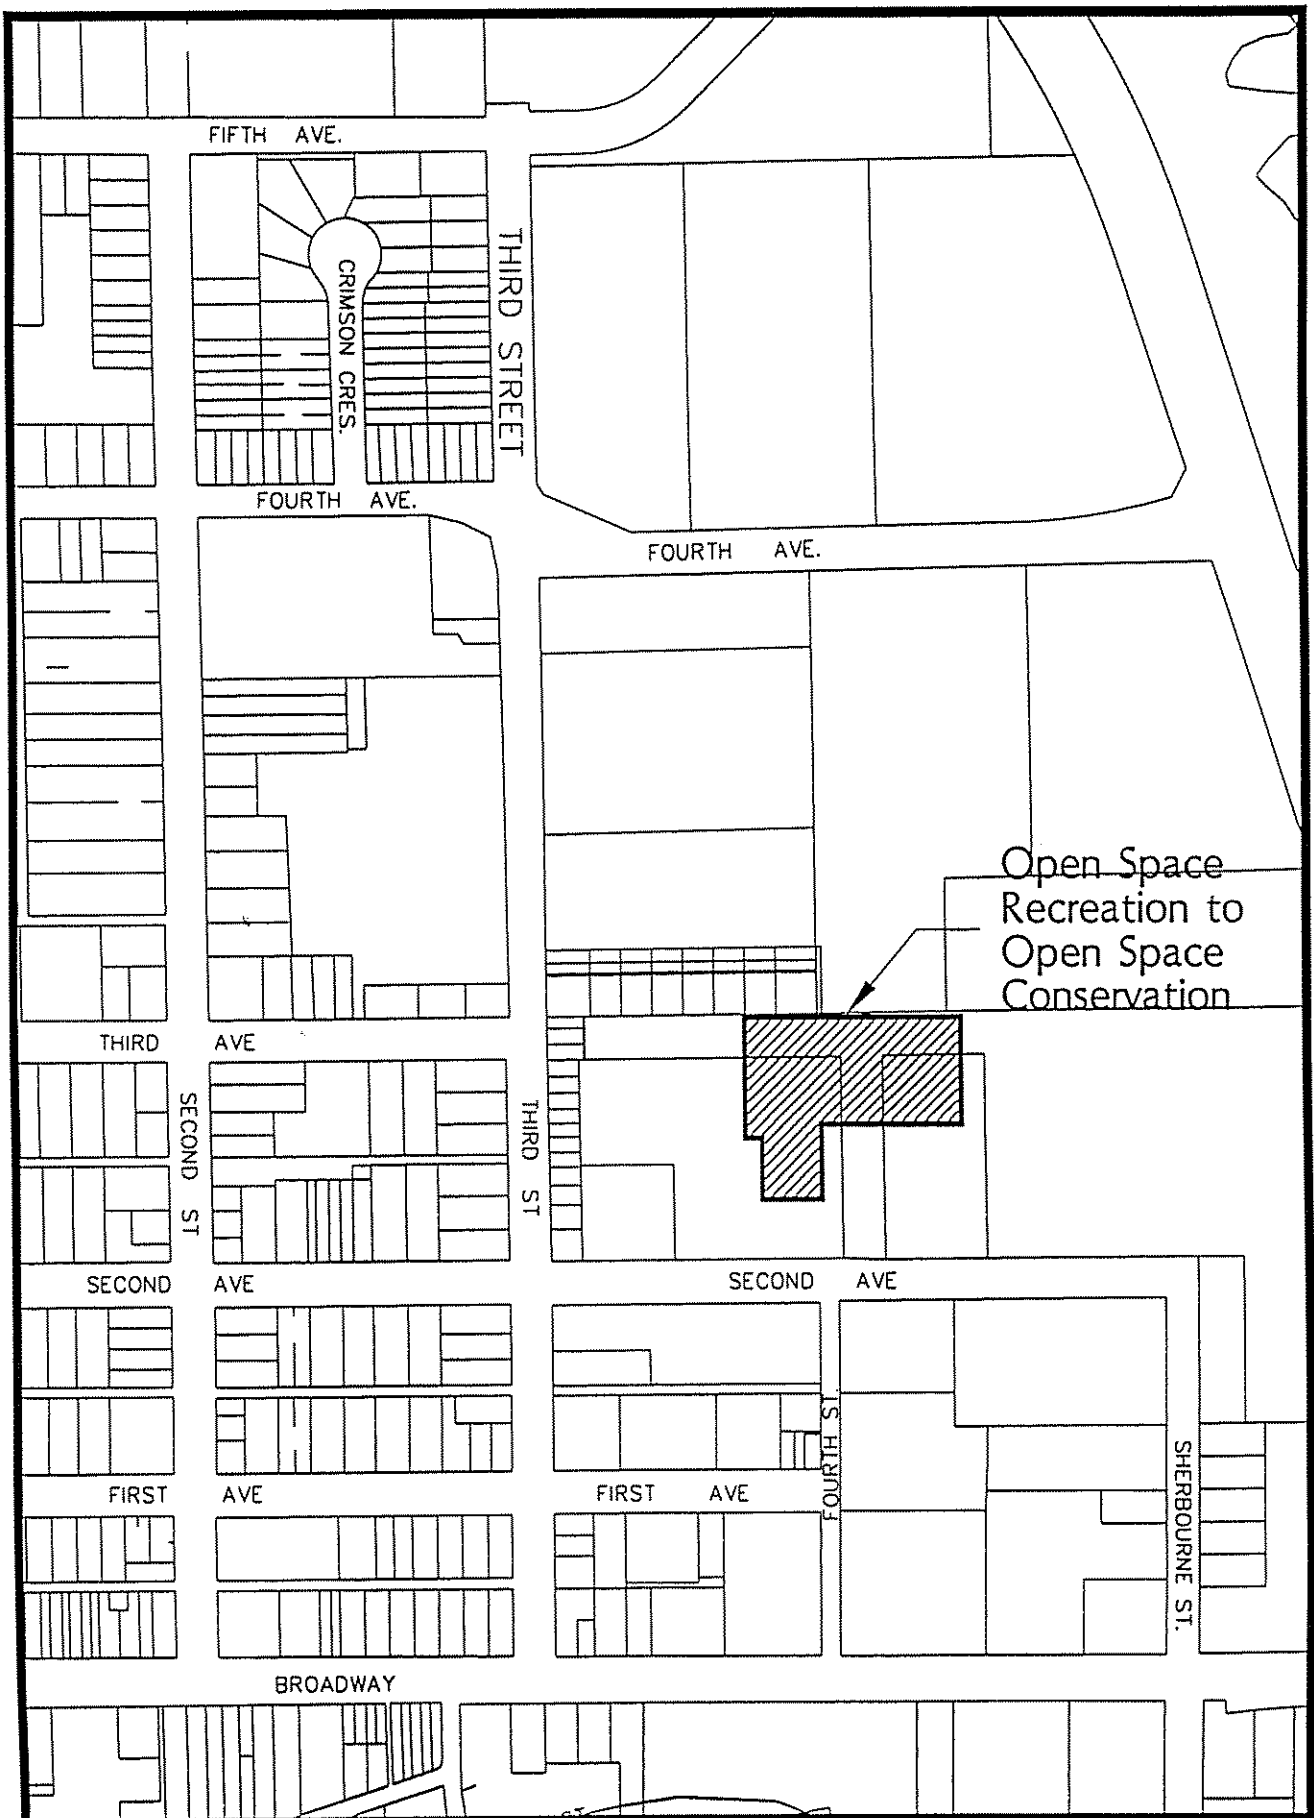 FIFTH AVE.
CRIMSON CRES.
THIRD STREET
FOURTH AVE.
FOURTH AVE.
Open Space
Recreation to
Open Space
Conservation
THIRD AVE
SECOND ST
THIRD ST
SECOND AVE
SECOND AVE
FOURTH ST.
SHERBOURNE ST.
FIRST AVE
FIRST AVE
BROADWAY
ST